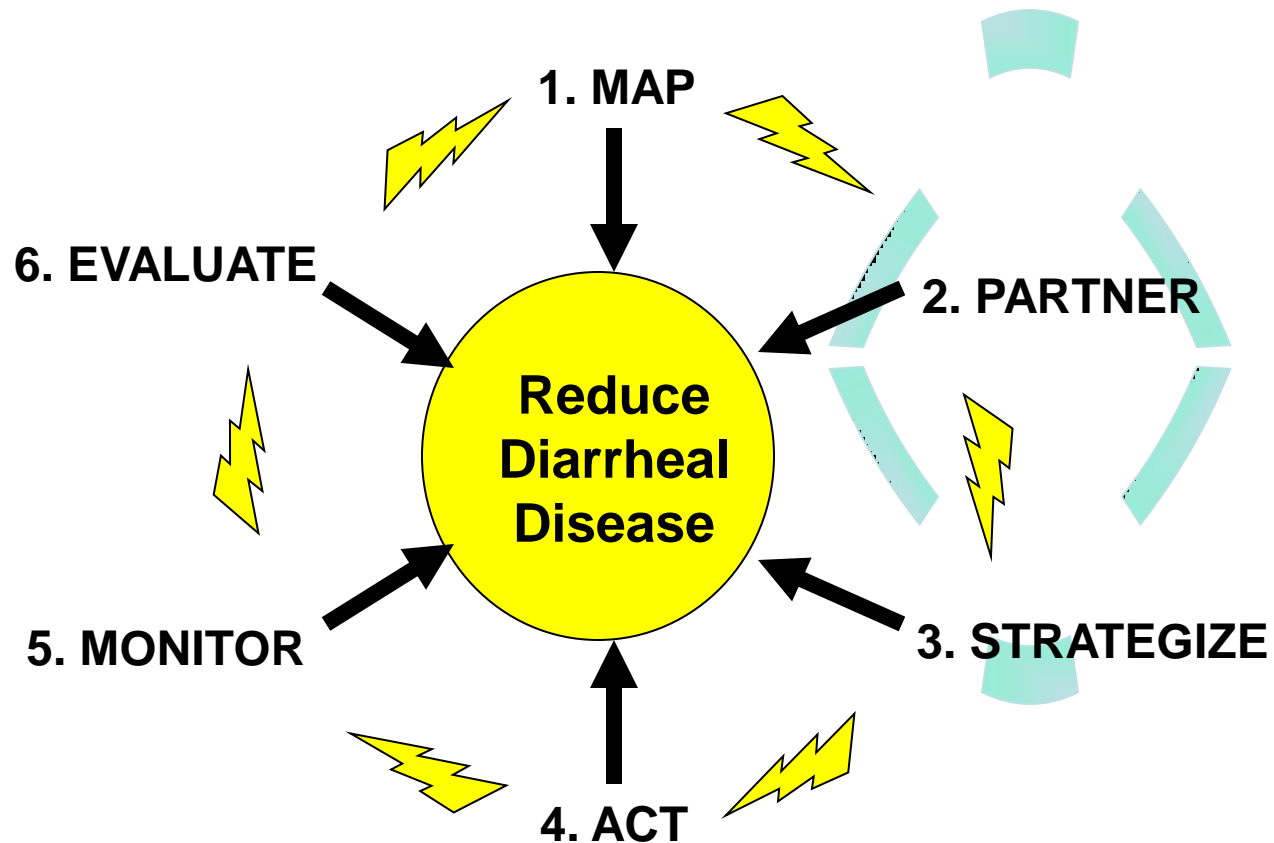 1. MAP
2. PARTNER
3. STRATEGIZE
4. ACT
5. MONITOR
6. EVALUATE
Reduce
Diarrheal
Disease